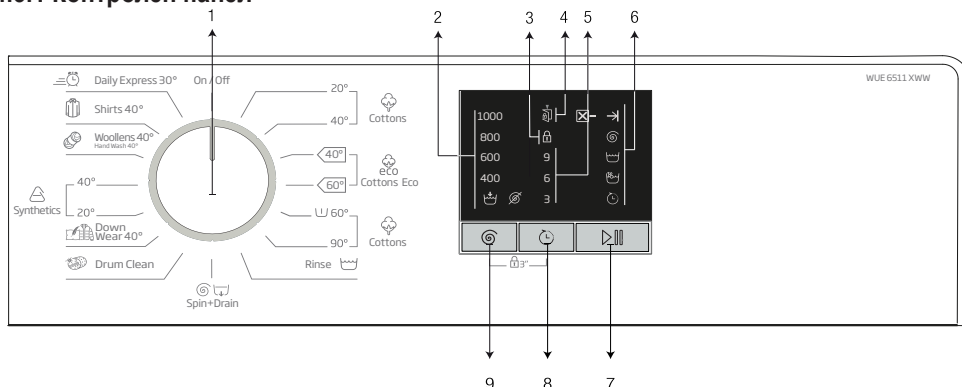 Контролен панел
1
2
3
4
5
6
Daily Express 30°
On / Off
WUE 6511 XWW
20°
Shirts 40°
40°
Cottons
Woollens 40°
Hand Wash 40°
40°
eco
Cottons Eco
60°
40°
Synthetics
20°
60°
Down
Wear 40°
90°
Cottons
Drum Clean
Rinse
Spin+Drain
1000
800
600
400
9
6
3
3"
9
8
7